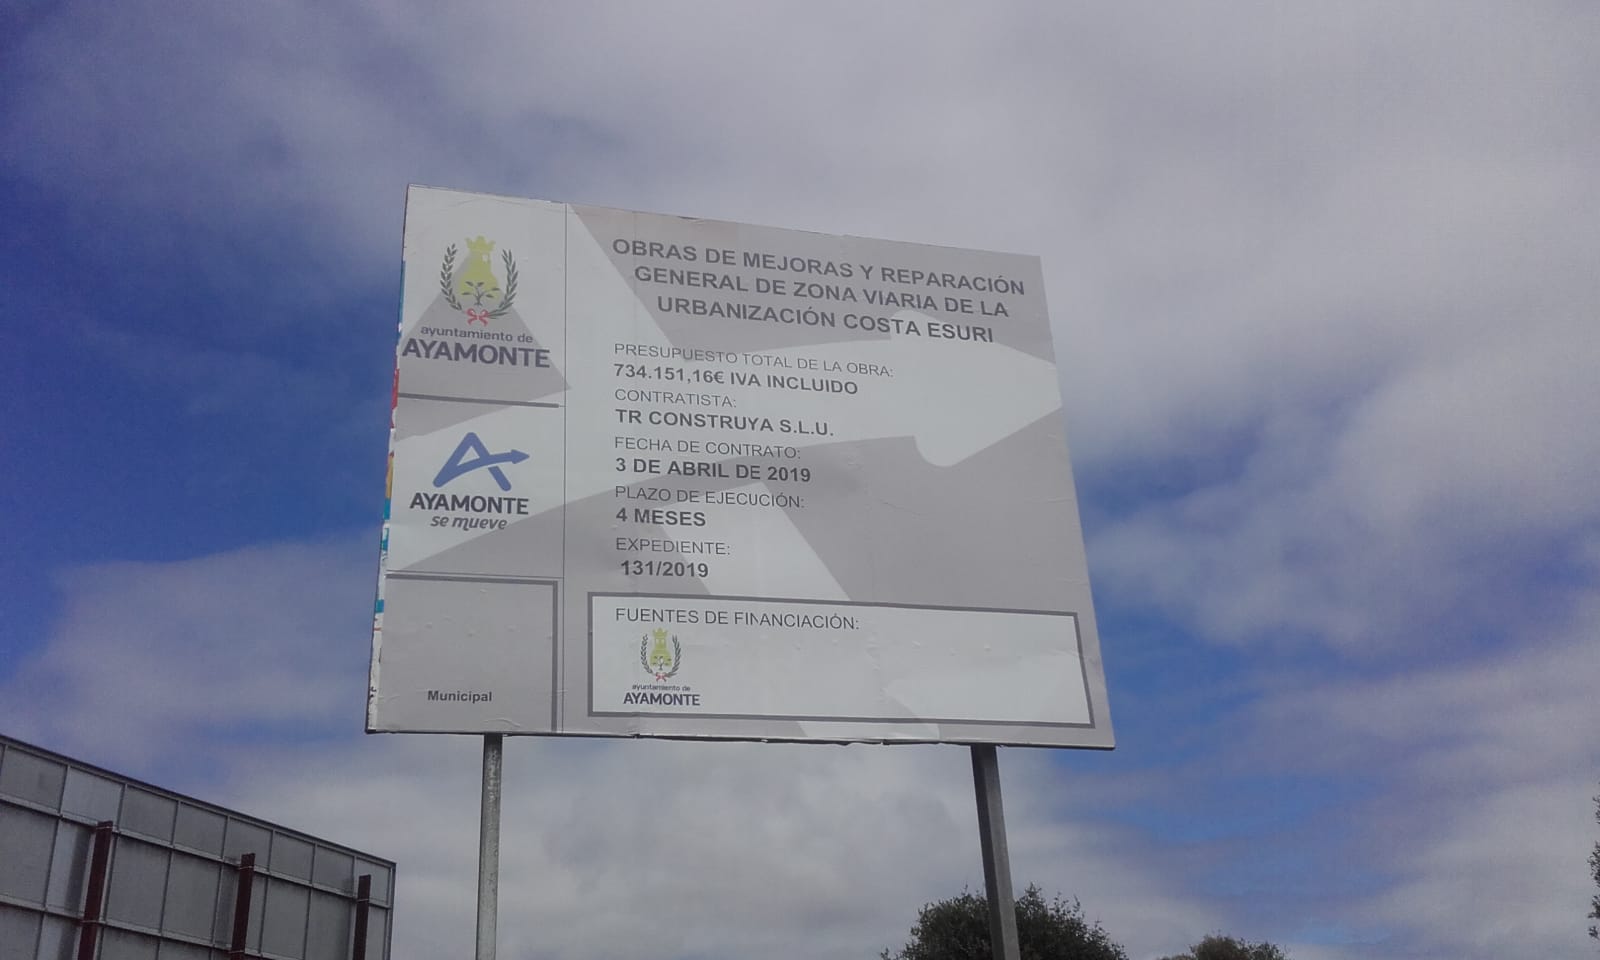 ayuntamiento de
AYAMONTE
AYAMONTE
se mueve
Municipal
OBRAS DE MEJORAS Y REPARACIÓN
GENERAL DE ZONA VIARIA DE LA
URBANIZACIÓN COSTA ESURI
PRESUPUESTO TOTAL DE LA OBRA:
734.151,16€ IVA INCLUIDO
CONTRATISTA:
TR CONSTRUYA S.L.U.
FECHA DE CONTRATO:
3 DE ABRIL DE 2019
PLAZO DE EJECUCIÓN:
4 MESES
EXPEDIENTE:
131/2019
FUENTES DE FINANCIACIÓN:
ayuntamiento de
AYAMONTE